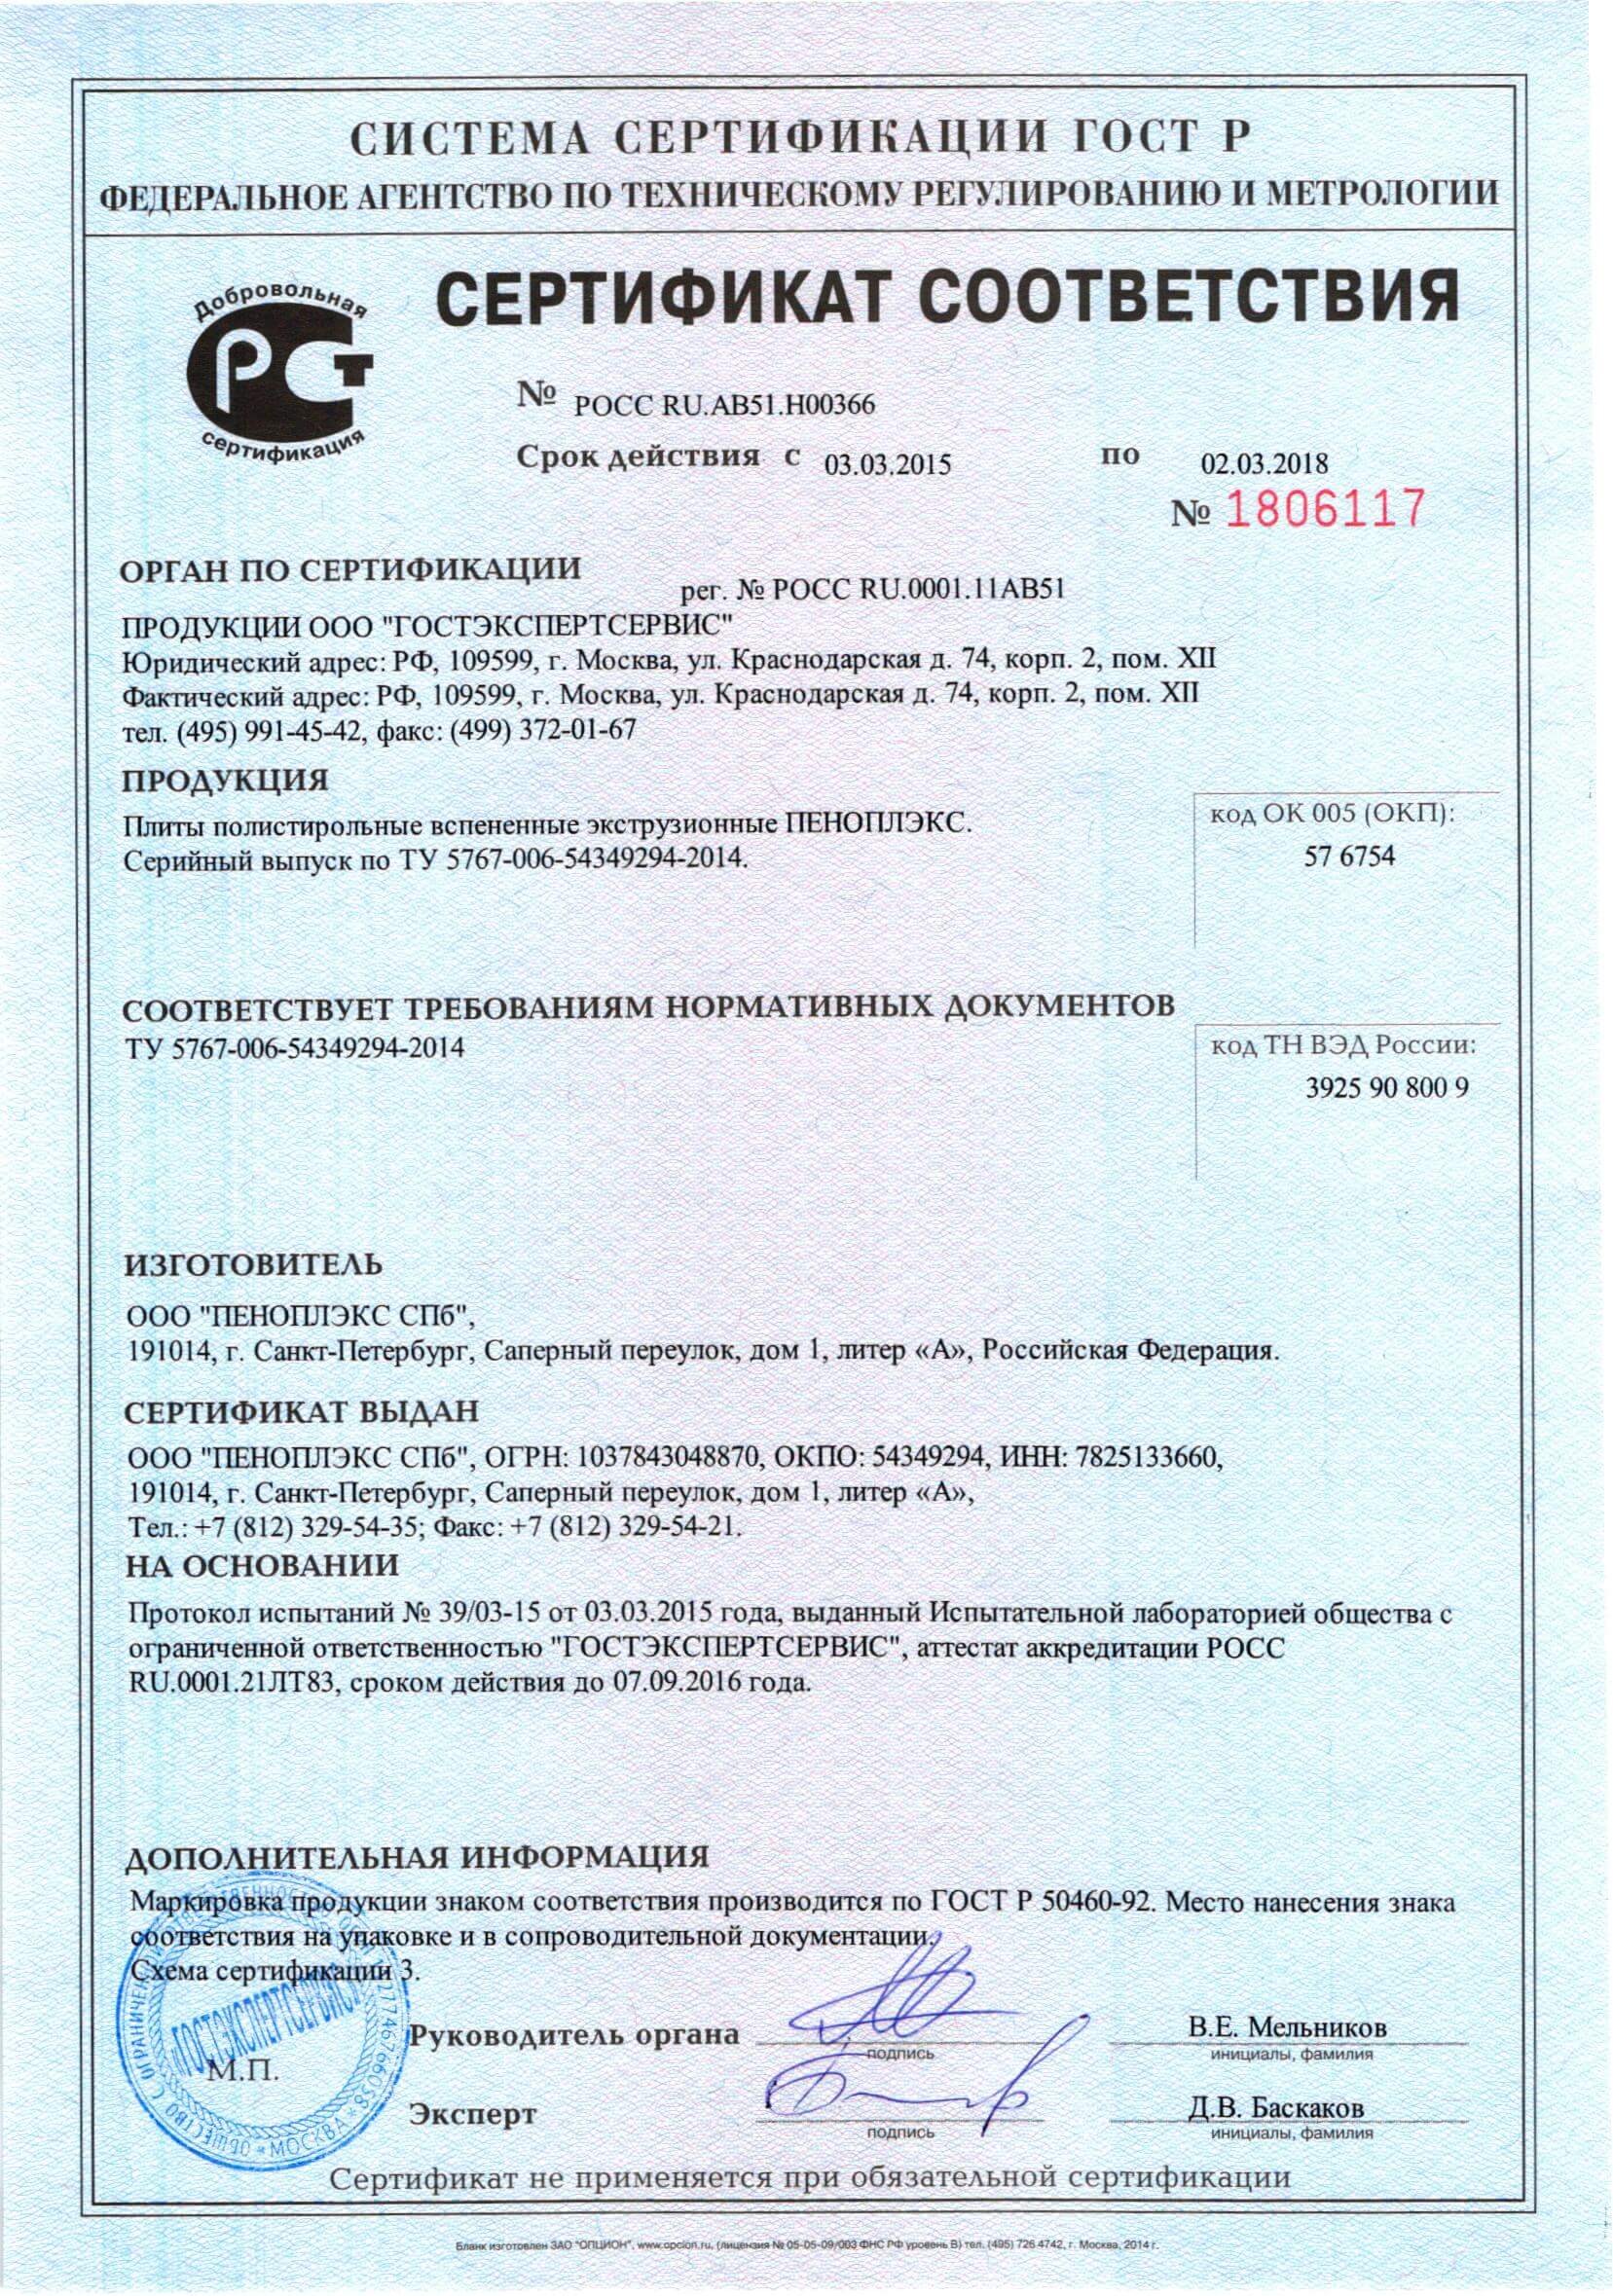 СИСТЕМА СЕРТИФИКАЦИИ ГОСТ Р
ФЕДЕРАЛЬНОЕ АГЕНТСТВО ПО ТЕХНИЧЕСКОМУ РЕГУЛИРОВАНИЮ И МЕТРОЛОГИИ
Добровольная
РСТ
сертификация
СЕРТИФИКАТ СООТВЕТСТВИЯ
№ РОСС RU.АВ51.Н00366
Срок действия с 03.03.2015 по 02.03.2018
№ 1806117
ОРГАН ПО СЕРТИФИКАЦИИ
рег. № РОСС RU.0001.11АВ51
ПРОДУКЦИИ ООО "ГОСТЭКСПЕРТСЕРВИС"
Юридический адрес: РФ, 109599, г. Москва, ул. Краснодарская д. 74, корп. 2, пом. XII
Фактический адрес: РФ, 109599, г. Москва, ул. Краснодарская д. 74, корп. 2, пом. XII
тел. (495) 991-45-42, факс: (499) 372-01-67
ПРОДУКЦИЯ
Плиты полистирольные вспененные экструзионные ПЕНОПЛЭКС.
Серийный выпуск по ТУ 5767-006-54349294-2014.
код ОК 005 (ОКП):
57 6754
СООТВЕТСТВУЕТ ТРЕБОВАНИЯМ НОРМАТИВНЫХ ДОКУМЕНТОВ
ТУ 5767-006-54349294-2014
код ТН ВЭД России:
3925 90 800 9
ИЗГОТОВИТЕЛЬ
ООО "ПЕНОПЛЭКС СПб",
191014, г. Санкт-Петербург, Саперный переулок, дом 1, литер «А», Российская Федерация.
СЕРТИФИКАТ ВЫДАН
ООО "ПЕНОПЛЭКС СПб", ОГРН: 1037843048870, ОКПО: 54349294, ИНН: 7825133660,
191014, г. Санкт-Петербург, Саперный переулок, дом 1, литер «А»,
Тел.: +7 (812) 329-54-35; Факс: +7 (812) 329-54-21.
НА ОСНОВАНИИ
Протокол испытаний № 39/03-15 от 03.03.2015 года, выданный Испытательной лабораторией общества с
ограниченной ответственностью "ГОСТЭКСПЕРТСЕРВИС", аттестат аккредитации РОСС
RU.0001.21ЛТ83, сроком действия до 07.09.2016 года.
ДОПОЛНИТЕЛЬНАЯ ИНФОРМАЦИЯ
Маркировка продукции знаком соответствия производится по ГОСТ Р 50460-92. Место нанесения знака
соответствия на упаковке и в сопроводительной документации.
Схема сертификации 3.
ГОСТЭКСПЕРТСЕРВИС
МОСКВА
М.П.
Руководитель органа
подпись
В.Е. Мельников
инициалы, фамилия
Эксперт
подпись
Д.В. Баскаков
инициалы, фамилия
Сертификат не применяется при обязательной сертификации
Бланк изготовлен ЗАО "ОПЦИОН", www.opcion.ru, (лицензия № 05-05-09/003 ФНС РФ уровень В) тел. (495) 726 4742, г. Москва, 2014 г.